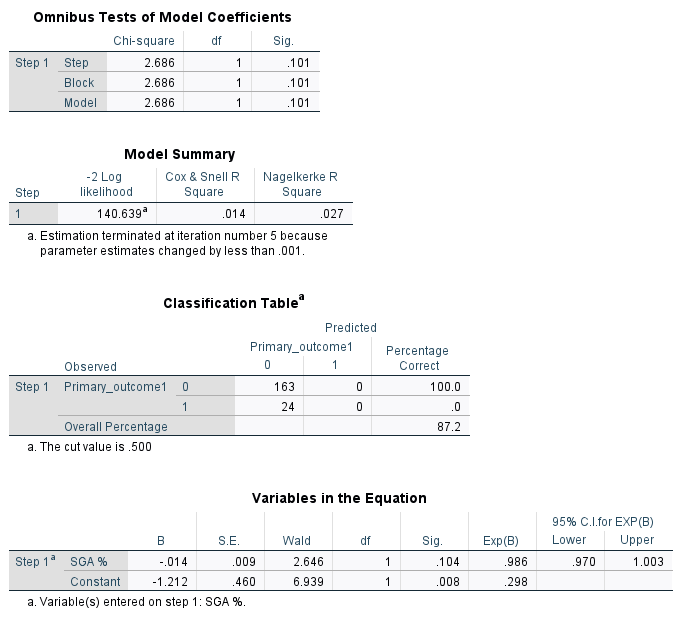 Omnibus Tests of Model Coefficients
Chi-square df Sig.
Step 1 Step 2.686 1 .101
Block 2.686 1 .101
Model 2.686 1 .101
Model Summary
Step -2 Log likelihood Cox & Snell R Square Nagelkerke R Square
1 140.639a .014 .027
a. Estimation terminated at iteration number 5 because
parameter estimates changed by less than .001.
Classification Tablea
Predicted
Primary_outcome1 Percentage Correct
Observed 0 1
Step 1 Primary_outcome1 0 163 0 100.0
1 24 0 .0
Overall Percentage 87.2
a. The cut value is .500
Variables in the Equation
95% C.I.for EXP(B)
B S.E. Wald df Sig. Exp(B) Lower Upper
Step 1a SGA % -.014 .009 2.646 1 .104 .986 .970 1.003
Constant -1.212 .460 6.939 1 .008 .298
a. Variable(s) entered on step 1: SGA %.